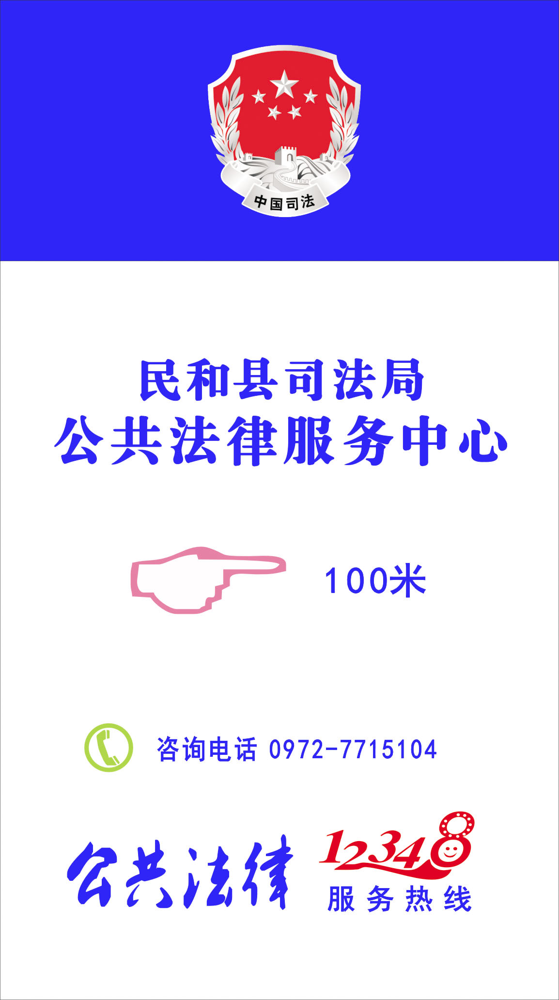 中国司法
民和县司法局
公共法律服务中心
100米
咨询电话 0972-7715104
公共法律 12348
服务热线